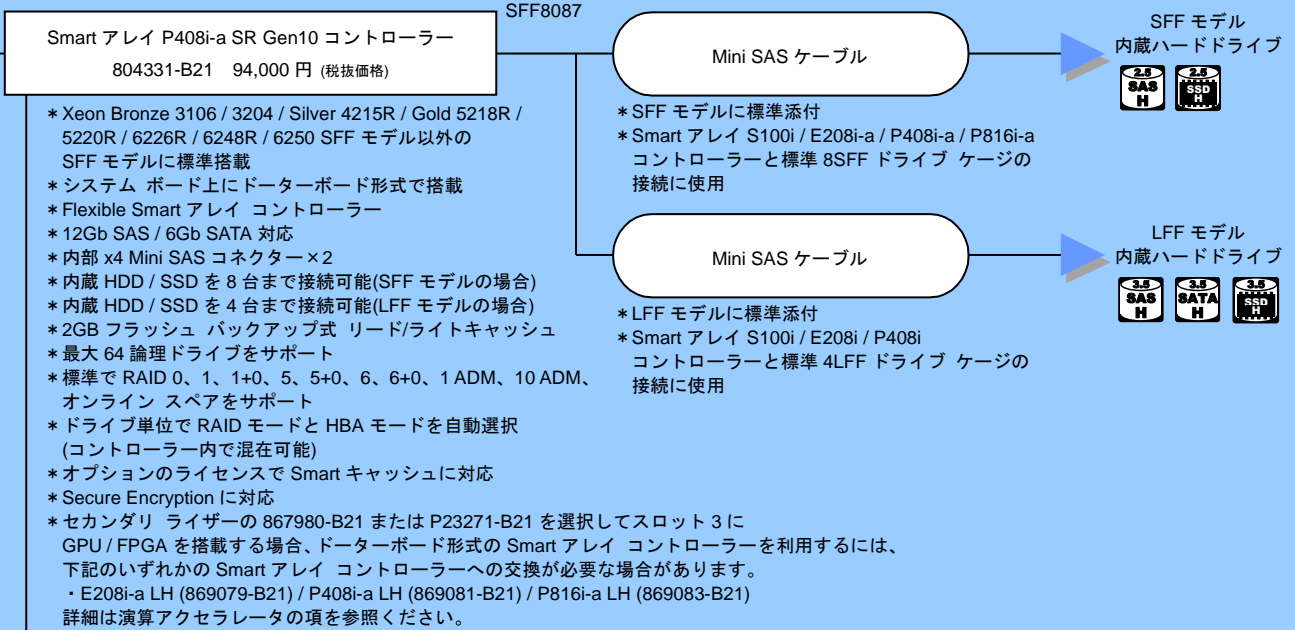 SFF8087
Smart アレイ P408i-a SR Gen10 コントローラー
804331-B21 94,000 円 (税抜価格)
＊Xeon Bronze 3106 / 3204 / Silver 4215R / Gold 5218R /
5220R / 6226R / 6248R / 6250 SFF モデル以外の
SFF モデルに標準搭載
＊システム ボード上にドーターボード形式で搭載
＊Flexible Smart アレイ コントローラー
＊12Gb SAS / 6Gb SATA 対応
＊内部 x4 Mini SAS コネクター×2
＊内蔵 HDD / SSD を 8 台まで接続可能(SFF モデルの場合)
＊内蔵 HDD / SSD を 4 台まで接続可能(LFF モデルの場合)
＊2GB フラッシュ バックアップ式 リード/ライトキャッシュ
＊最大 64 論理ドライブをサポート
＊標準で RAID 0、1、1+0、5、5+0、6、6+0、1 ADM、10 ADM、
オンライン スペアをサポート
＊ドライブ単位で RAID モードと HBA モードを自動選択
(コントローラー内で混在可能)
＊オプションのライセンスで Smart キャッシュに対応
＊Secure Encryption に対応
＊セカンダリ ライザーの 867980-B21 または P23271-B21 を選択してスロット 3 に
GPU / FPGA を搭載する場合、ドーターボード形式の Smart アレイ コントローラーを利用するには、
下記のいずれかの Smart アレイ コントローラーへの交換が必要な場合があります。
・E208i-a LH (869079-B21) / P408i-a LH (869081-B21) / P816i-a LH (869083-B21)
詳細は演算アクセラレータの項を参照ください。
Mini SAS ケーブル
＊SFF モデルに標準添付
＊Smart アレイ S100i / E208i-a / P408i-a / P816i-a
コントローラーと標準 8SFF ドライブ ケージの
接続に使用
SFF モデル
内蔵ハードドライブ
2.5 SAS H
2.5 SSD H
Mini SAS ケーブル
＊LFF モデルに標準添付
＊Smart アレイ S100i / E208i / P408i
コントローラーと標準 4LFF ドライブ ケージの
接続に使用
LFF モデル
内蔵ハードドライブ
3.5 SAS H
3.5 SATA H
3.5 SSD H